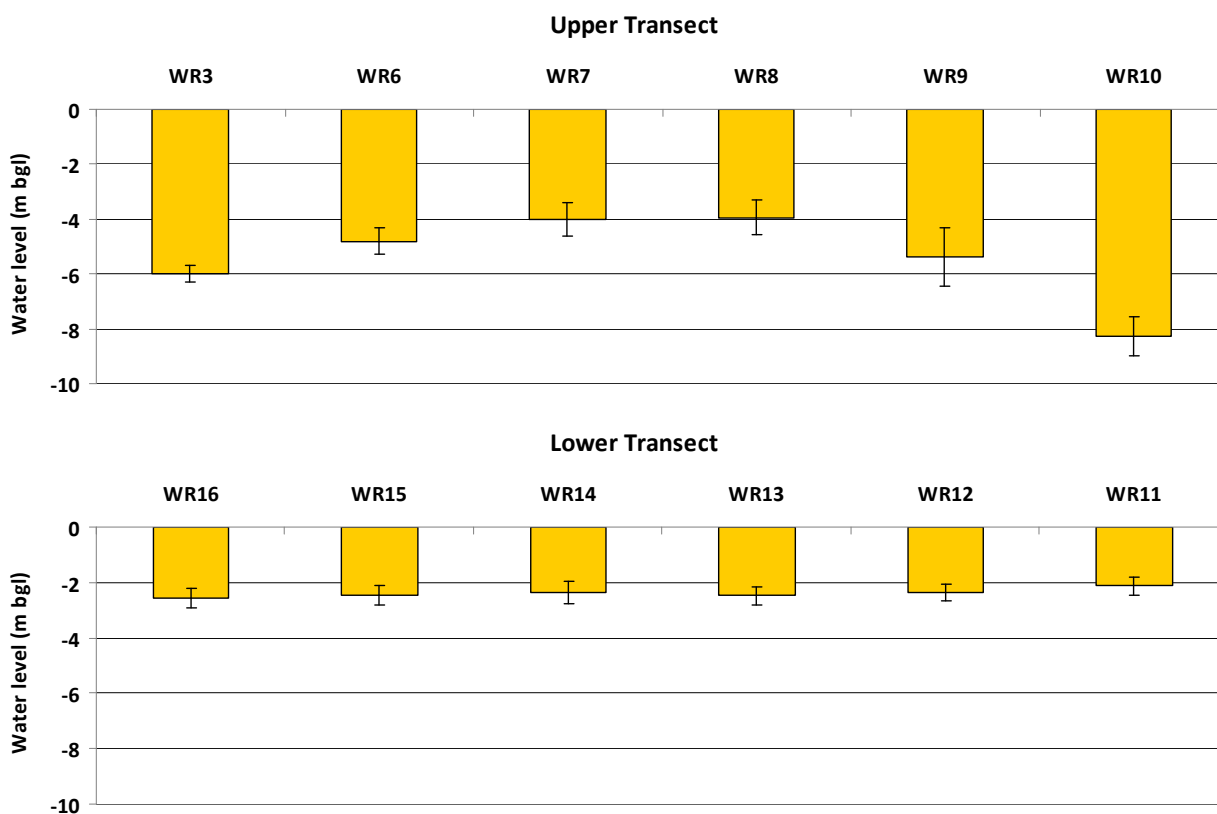 Upper Transect
WR3 WR6 WR7 WR8 WR9 WR10
Water level (m bgl)
0
-2
-4
-6
-8
-10
Lower Transect
WR16 WR15 WR14 WR13 WR12 WR11
Water level (m bgl)
0
-2
-4
-6
-8
-10